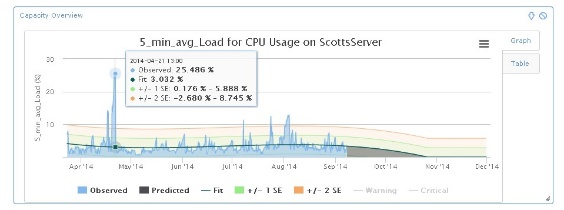 Capacity Overview
5_min_avg_Load for CPU Usage on ScottsServer
Graph
Table
5_min_avg_Load (%)
30
20
10
2014-04-21 13:00
Observed: 25.486 %
Fit: 3.032 %
+/- 1 SE: 0.176 % - 5.888 %
+/- 2 SE: -2.680 % - 8.745 %
Apr '14 May '14 Jun '14 Jul '14 Aug '14 Sep '14 Oct '14 Nov '14 Dec '14
Observed Predicted Fit +/- 1 SE +/- 2 SE Warning Critical